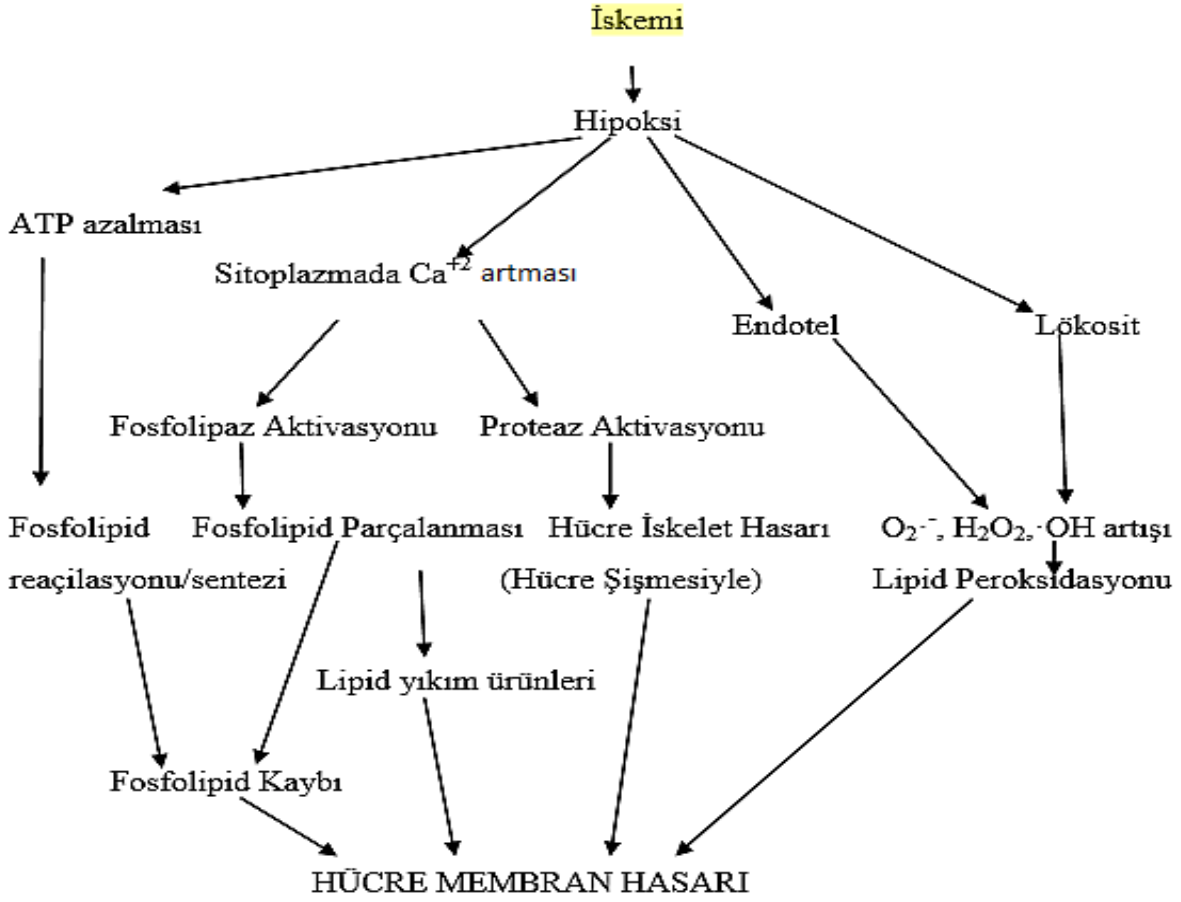 İskemi
Hipoksi
ATP azalması
Sitoplazmada Ca⁺² artması
Endotel
Lökosit
Fosfolipaz Aktivasyonu
Proteaz Aktivasyonu
Fosfolipid
reaçilasyonu/sentezi
Fosfolipid Parçalanması
Hücre İskelet Hasarı
(Hücre Şişmesiyle)
O₂·⁻, H₂O₂, ·OH artışı
Lipid Peroksidasyonu
Lipid yıkım ürünleri
Fosfolipid Kaybı
HÜCRE MEMBRAN HASARI